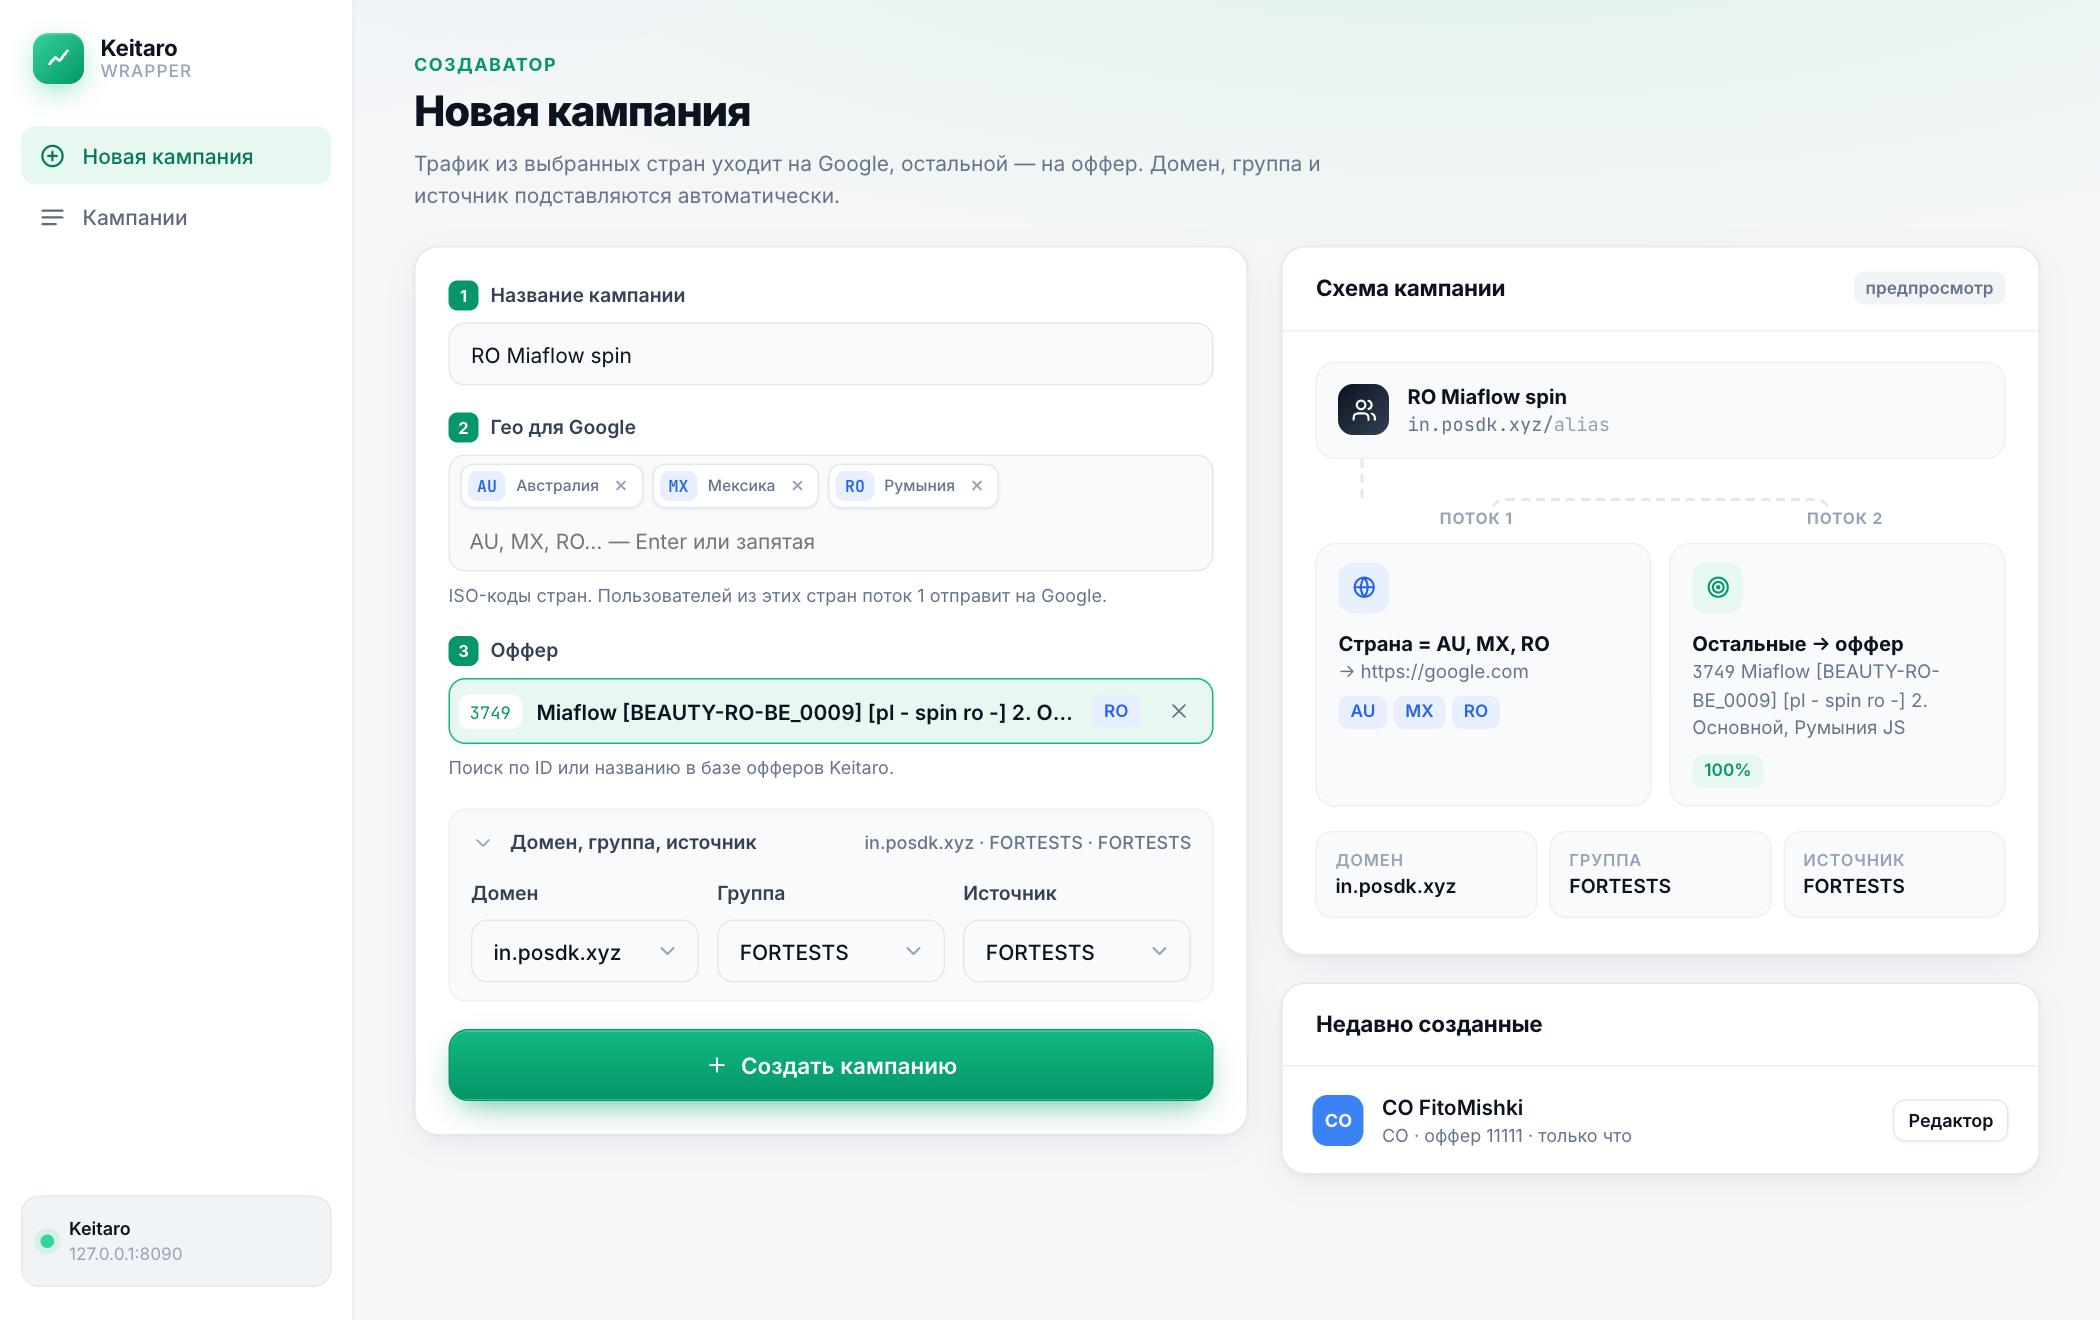 Keitaro
WRAPPER
Новая кампания
Кампании
Keitaro
127.0.0.1:8090
СОЗДАВАТОР
Новая кампания
Трафик из выбранных стран уходит на Google, остальной — на оффер. Домен, группа и
источник подставляются автоматически.
1 Название кампании
RO Miaflow spin
2 Гео для Google
AU Австралия × MX Мексика × RO Румыния ×
AU, MX, RO... — Enter или запятая
ISO-коды стран. Пользователей из этих стран поток 1 отправит на Google.
3 Оффер
3749 Miaflow [BEAUTY-RO-BE_0009] [pl - spin ro -] 2. О... RO ×
Поиск по ID или названию в базе офферов Keitaro.
Домен, группа, источник in.posdk.xyz · FORTESTS · FORTESTS
Домен Группа Источник
in.posdk.xyz FORTESTS FORTESTS
+ Создать кампанию
Схема кампании предпросмотр
RO Miaflow spin
in.posdk.xyz/alias
ПОТОК 1 ПОТОК 2
Страна = AU, MX, RO
→ https://google.com
AU MX RO
Остальные → оффер
3749 Miaflow [BEAUTY-RO-
BE_0009] [pl - spin ro -] 2.
Основной, Румыния JS
100%
ДОМЕН
in.posdk.xyz
ГРУППА
FORTESTS
ИСТОЧНИК
FORTESTS
Недавно созданные
CO
CO FitoMishki
CO · оффер 11111 · только что
Редактор